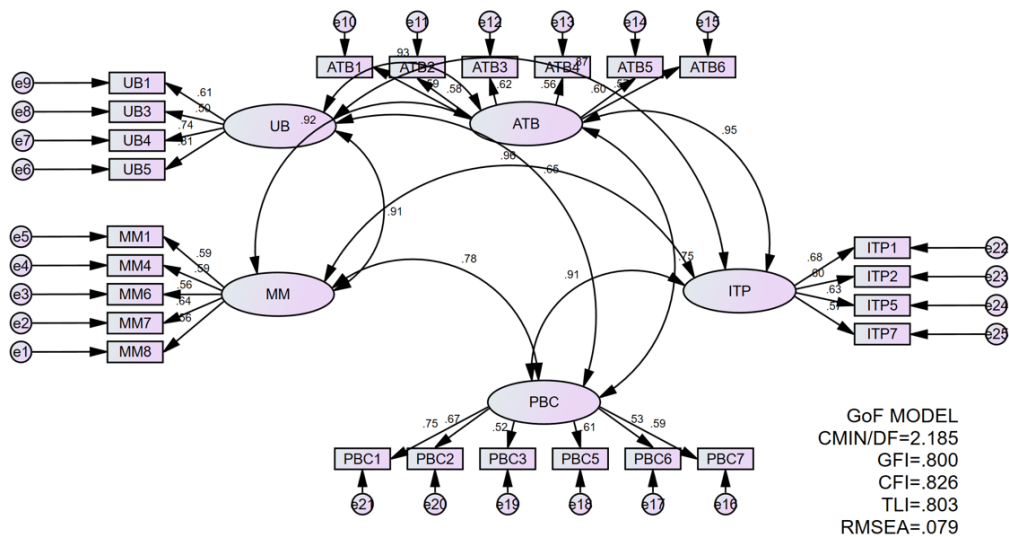 e10 e11 e12 e13 e14 e15
ATB1 ATB2 ATB3 ATB4 ATB5 ATB6
.93 .87
.59 .58 .62 .56 .60 .57
e9 UB1 .61
e8 UB3 .50
e7 UB4 .74
e6 UB5 .81
UB
.92
ATB
.95
.96
.65
.91
e5 MM1 .59
e4 MM4 .59
e3 MM6 .56
e2 MM7 .64
e1 MM8 .56
MM
.78
.91
.75
ITP
.68 ITP1 e22
.60 ITP2 e23
.63 ITP5 e24
.57 ITP7 e25
PBC
.75 .67 .52 .61 .53 .59
PBC1 PBC2 PBC3 PBC5 PBC6 PBC7
e21 e20 e19 e18 e17 e16
GoF MODEL
CMIN/DF=2.185
GFI=.800
CFI=.826
TLI=.803
RMSEA=.079